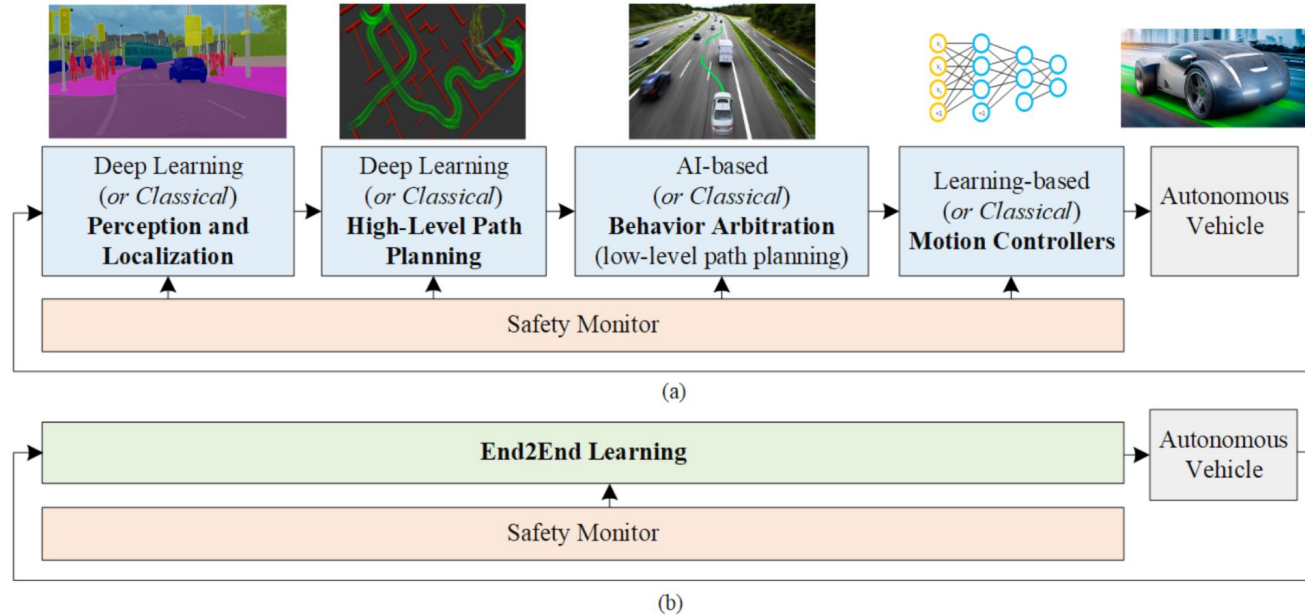 Deep Learning
(or Classical)
Perception and
Localization
Deep Learning
(or Classical)
High-Level Path
Planning
AI-based
(or Classical)
Behavior Arbitration
(low-level path planning)
Learning-based
(or Classical)
Motion Controllers
Autonomous
Vehicle
Safety Monitor
(a)
End2End Learning
Autonomous
Vehicle
Safety Monitor
(b)